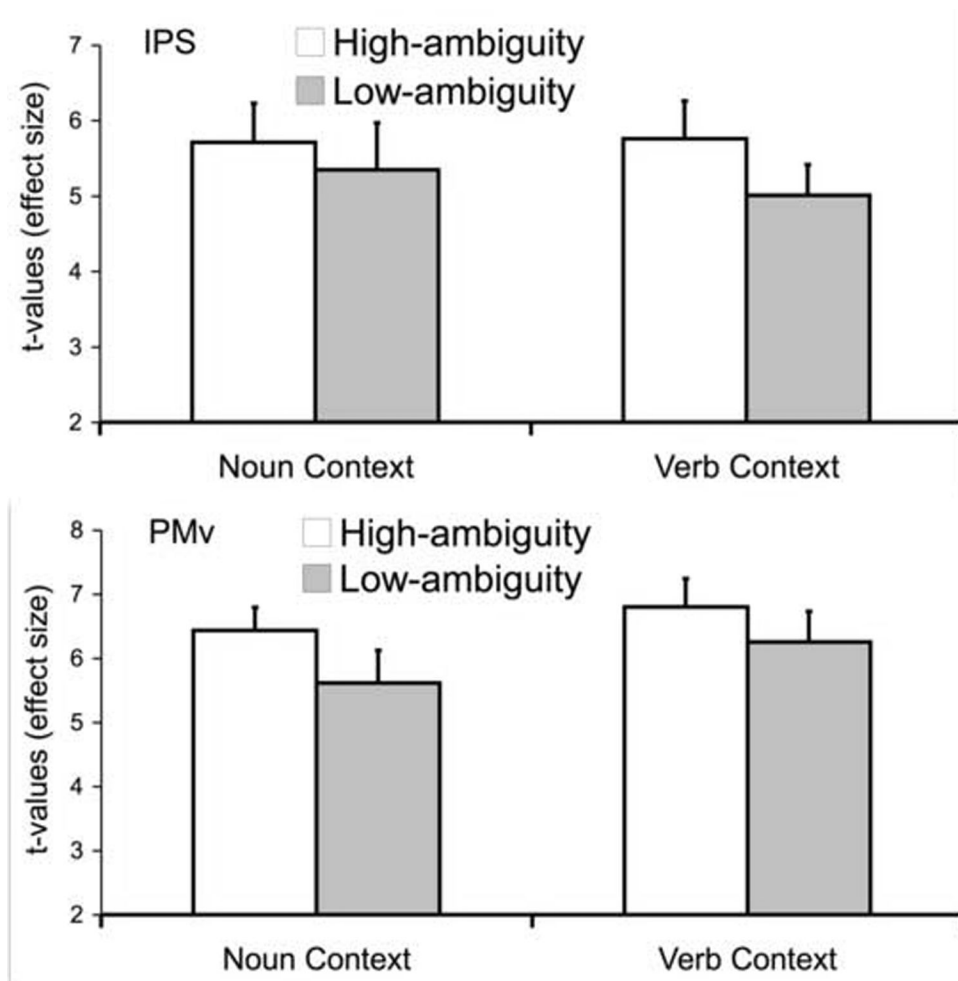 IPS
High-ambiguity
Low-ambiguity
t-values (effect size)
7
6
5
4
3
2
Noun Context Verb Context
PMv
High-ambiguity
Low-ambiguity
t-values (effect size)
8
7
6
5
4
3
2
Noun Context Verb Context